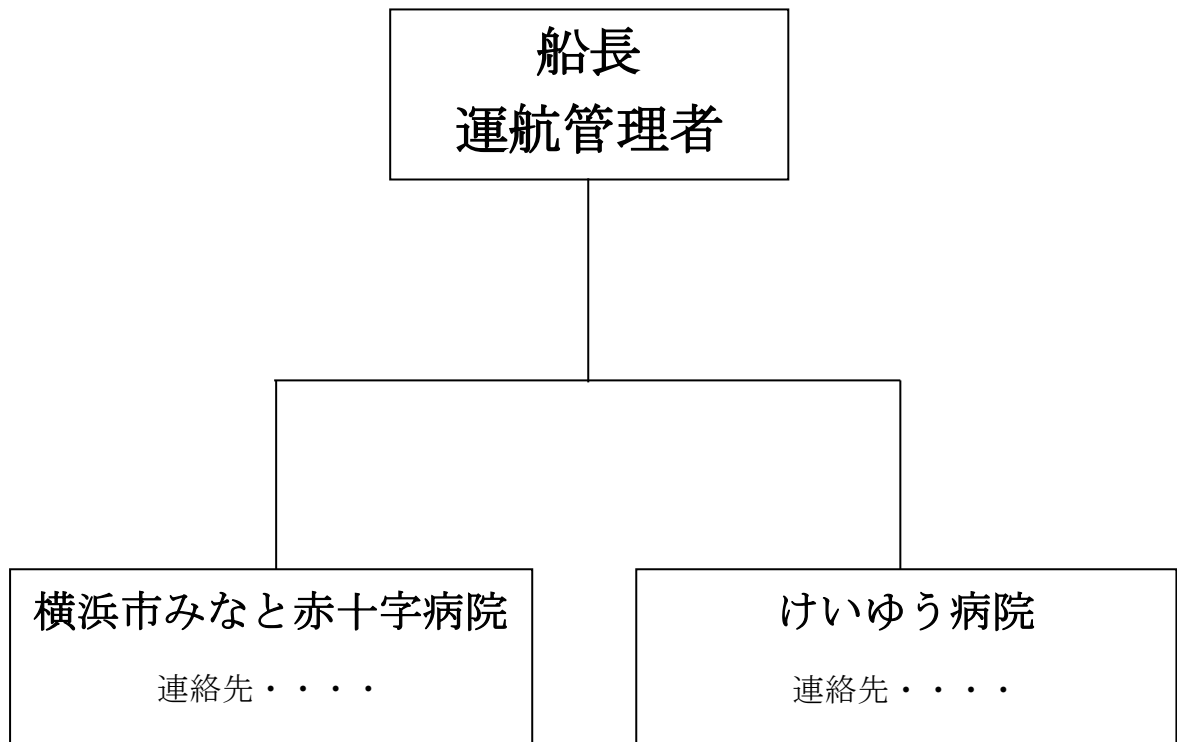 船長
運航管理者
横浜市みなと赤十字病院
連絡先・・・・
けいゆう病院
連絡先・・・・